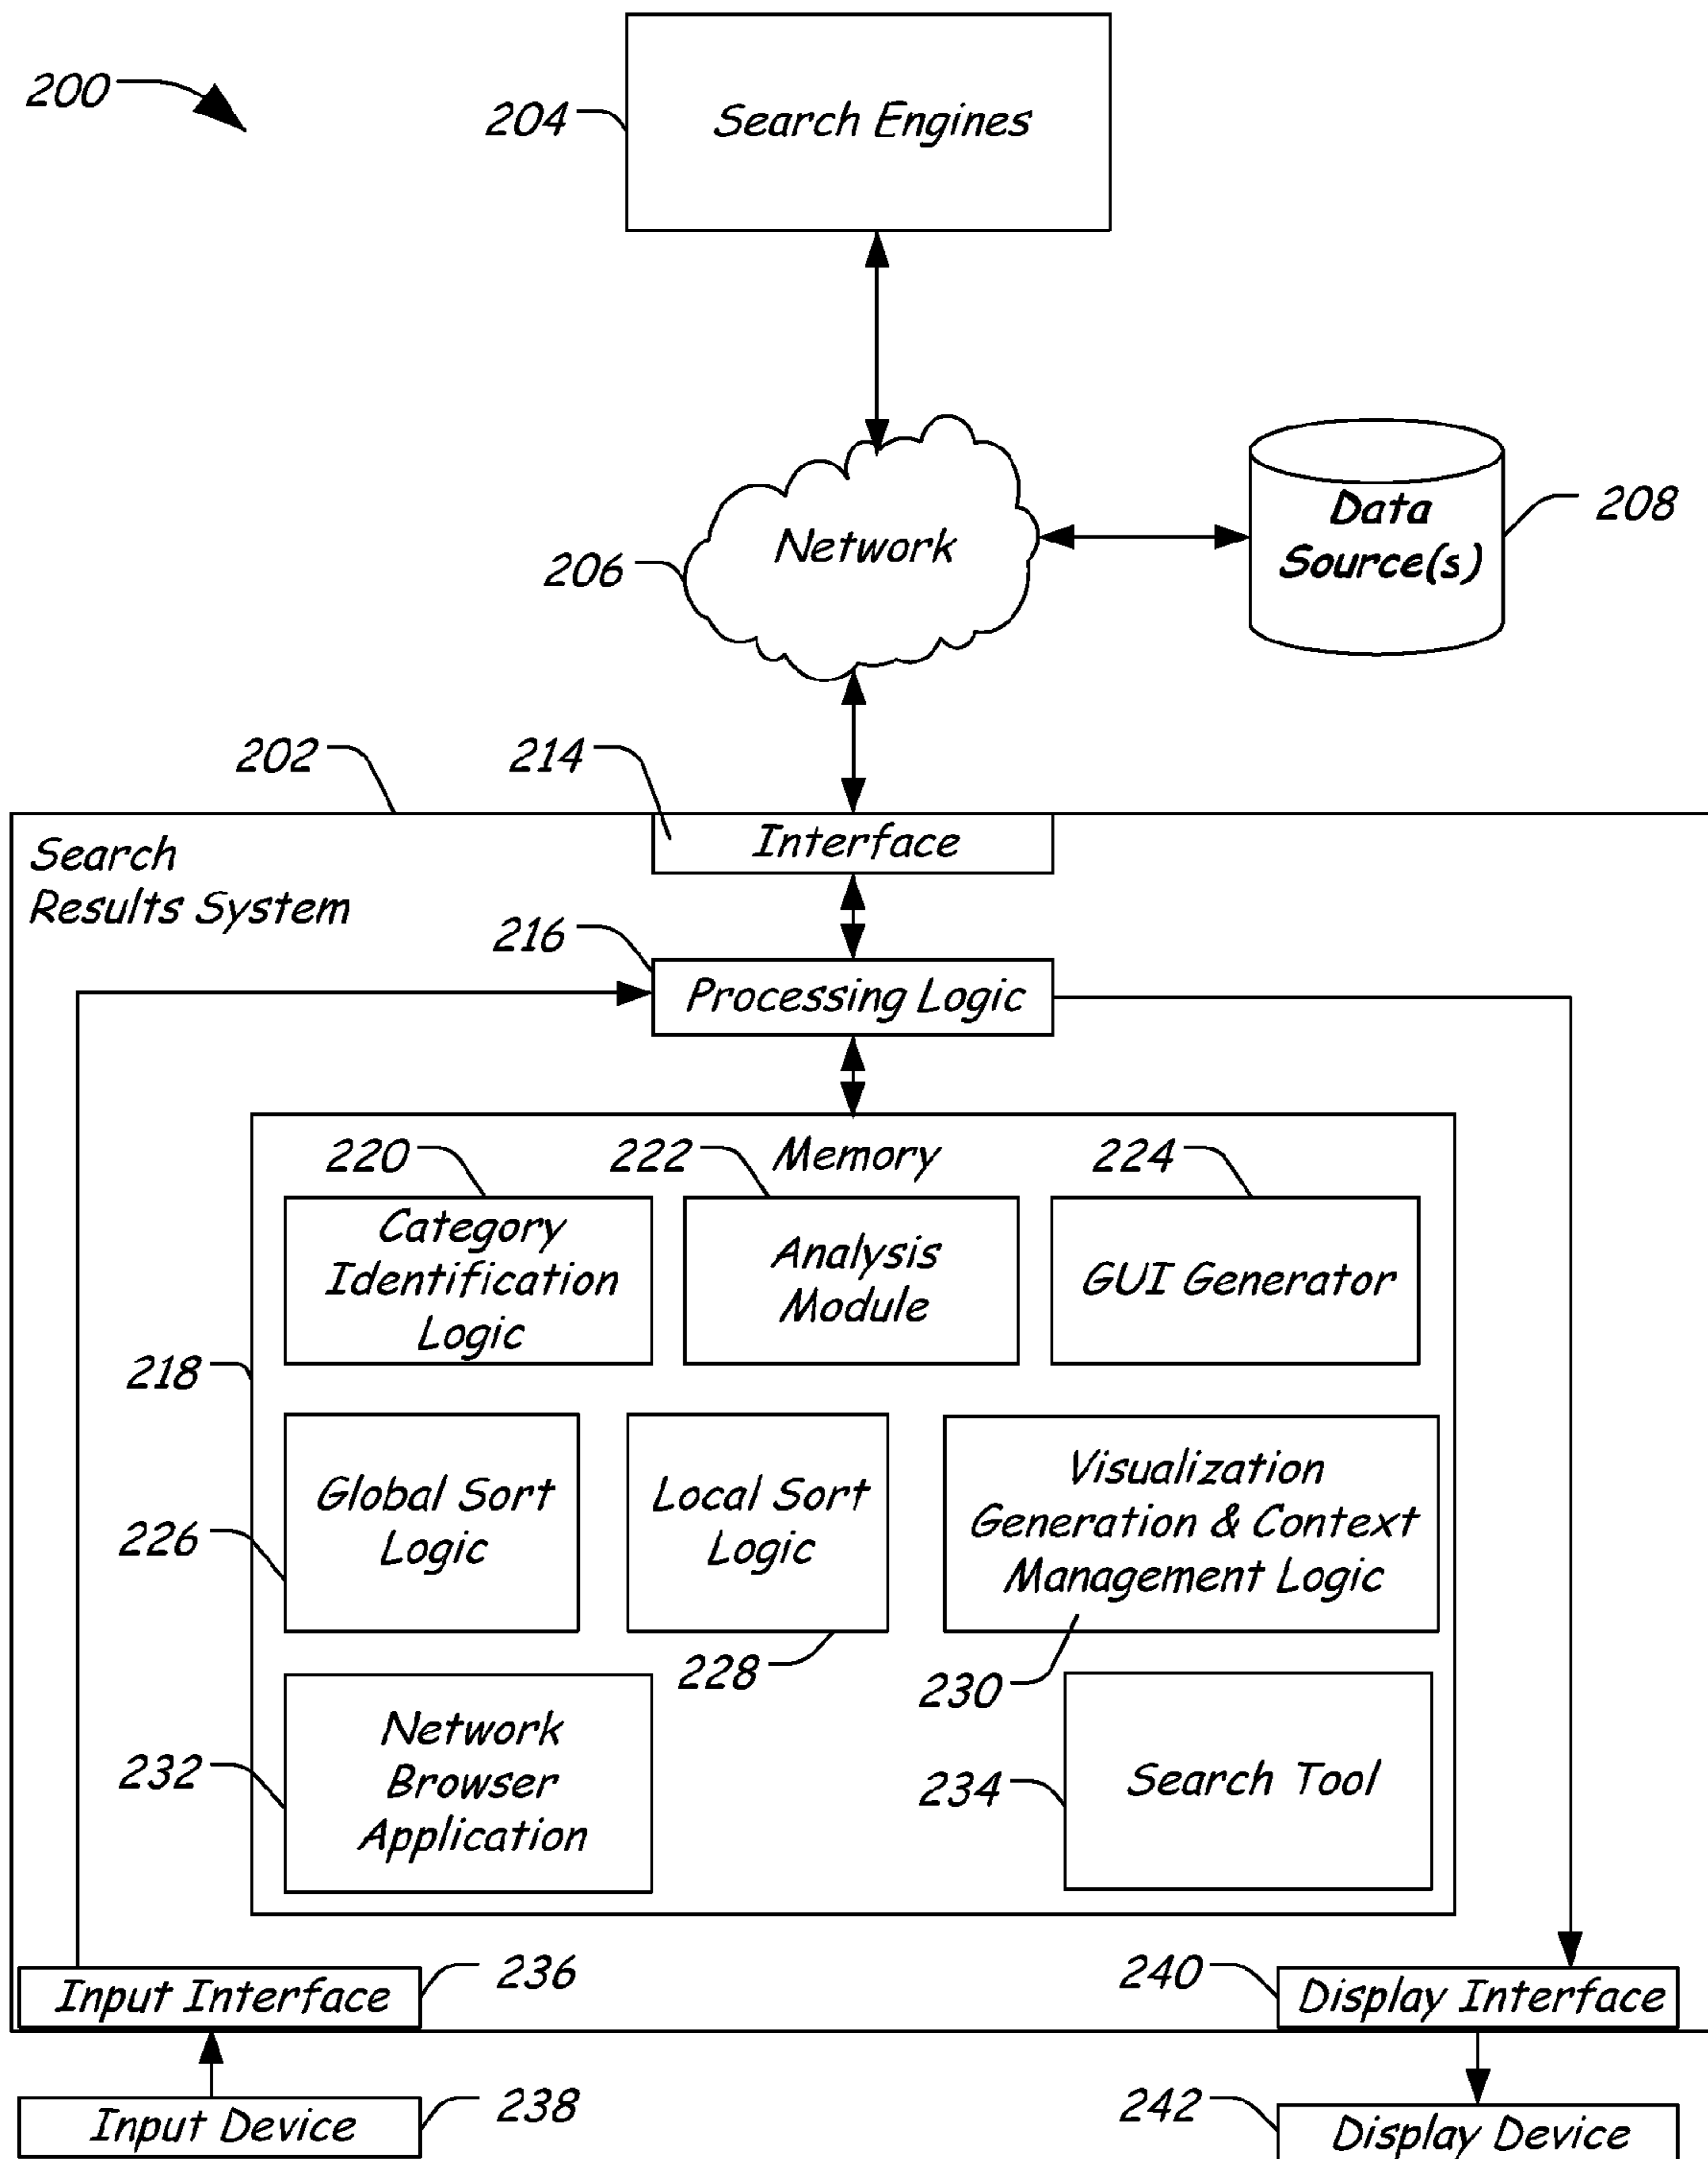 200
204
Search Engines
206
Network
Data
Source(s)
208
202
214
Interface
Search
Results System
216
Processing Logic
218
Memory
220
222
224
Category
Identification
Logic
Analysis
Module
GUI Generator
226
Global Sort
Logic
Local Sort
Logic
228
Visualization
Generation & Context
Management Logic
230
232
Network
Browser
Application
234
Search Tool
Input Interface
236
240
Display Interface
Input Device
238
242
Display Device